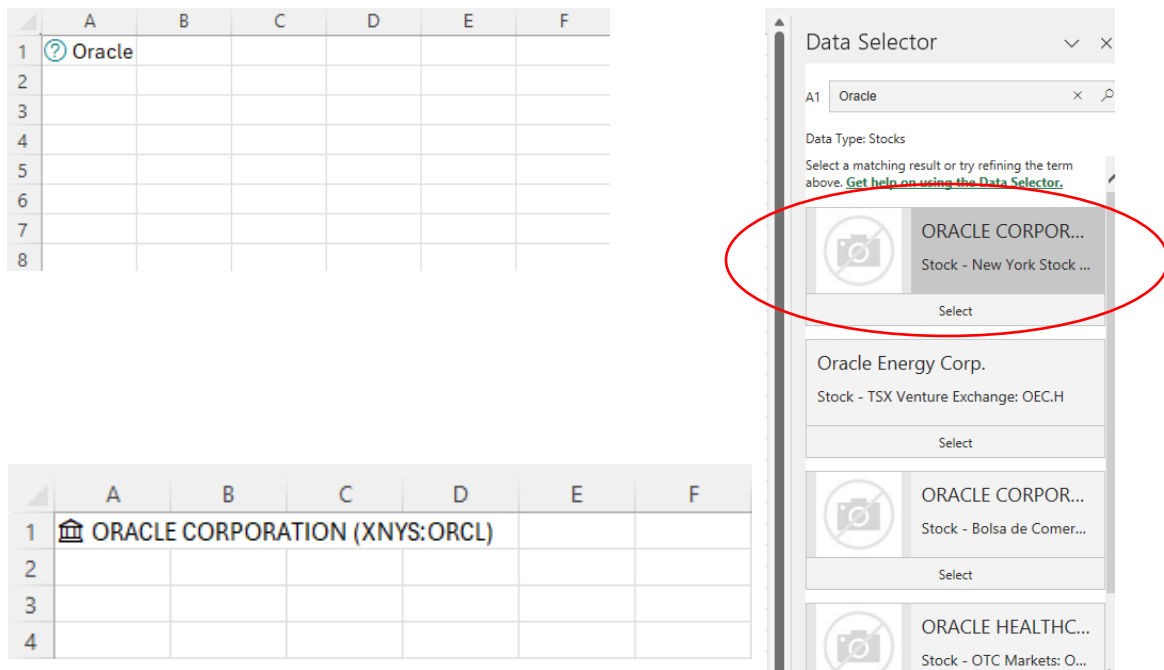 A B C D E F
1 Oracle
2
3
4
5
6
7
8
Data Selector
A1 Oracle
Data Type: Stocks
Select a matching result or try refining the term
above. Get help on using the Data Selector.
ORACLE CORPOR...
Stock - New York Stock ...
Select
Oracle Energy Corp.
Stock - TSX Venture Exchange: OEC.H
Select
ORACLE CORPOR...
Stock - Bolsa de Comer...
Select
ORACLE HEALTHC...
Stock - OTC Markets: O...
A B C D E F
1 ORACLE CORPORATION (XNYS:ORCL)
2
3
4